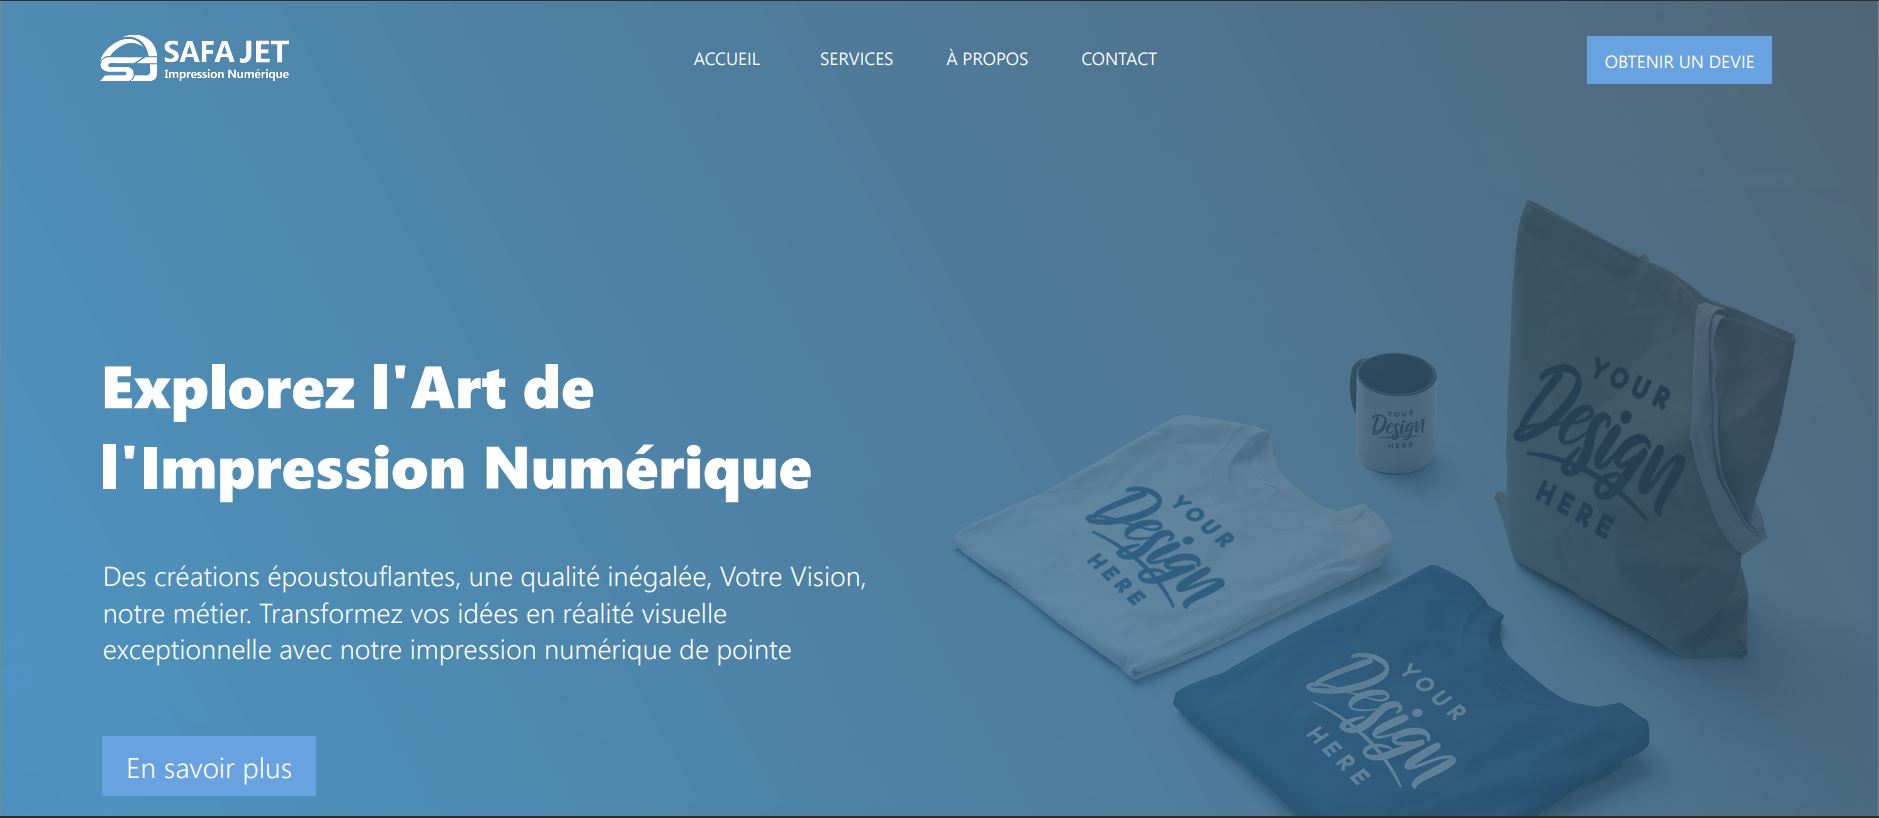 SAFA JET
Impression Numérique
ACCUEIL
SERVICES
À PROPOS
CONTACT
OBTENIR UN DEVIE
Explorez l'Art de
l'Impression Numérique
Des créations époustouflantes, une qualité inégalée, Votre Vision,
notre métier. Transformez vos idées en réalité visuelle
exceptionnelle avec notre impression numérique de pointe
En savoir plus
YOUR
Design
HERE
YOUR
Design
HERE
YOUR
Design
HERE
YOUR
Design
HERE